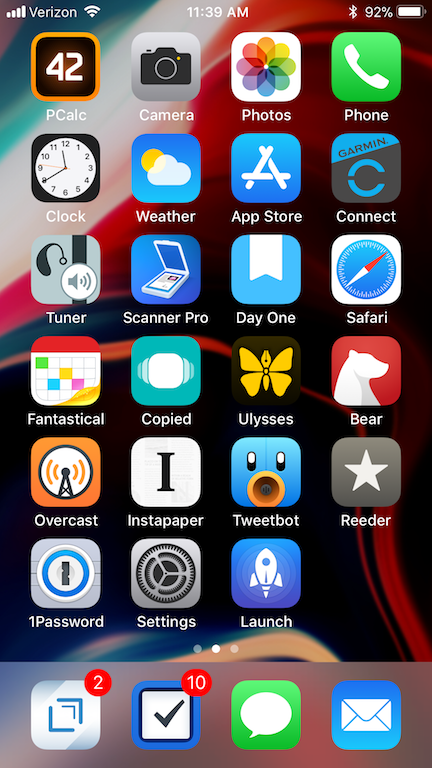 Verizon 11:39 AM 92%
42
PCalc Camera Photos Phone
GARMIN
Clock Weather App Store Connect
Tuner Scanner Pro Day One Safari
Fantastical Copied Ulysses Bear
I
Overcast Instapaper Tweetbot Reeder
1Password Settings Launch
2 10